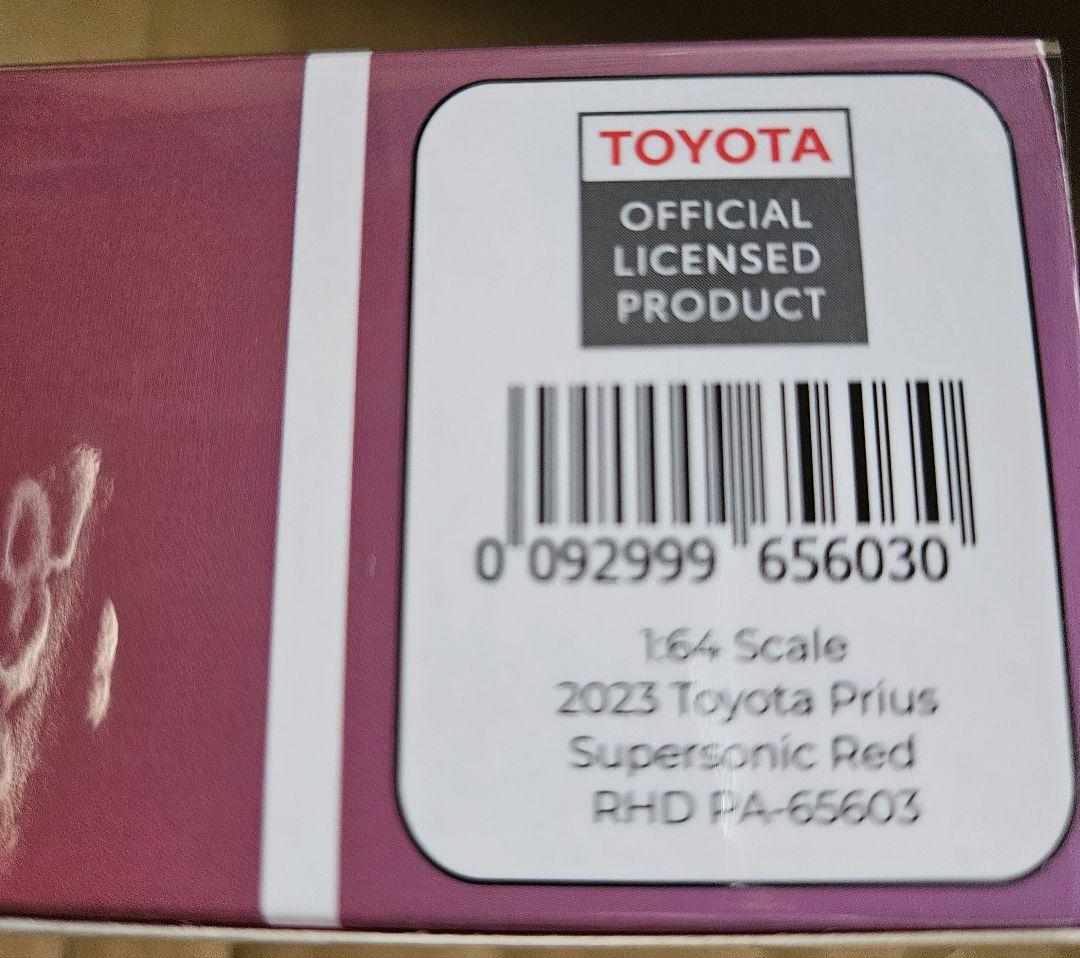 TOYOTA
OFFICIAL
LICENSED
PRODUCT
0 092999 656030
1:64 Scale
2023 Toyota Prius
Supersonic Red
RHD PA-65603